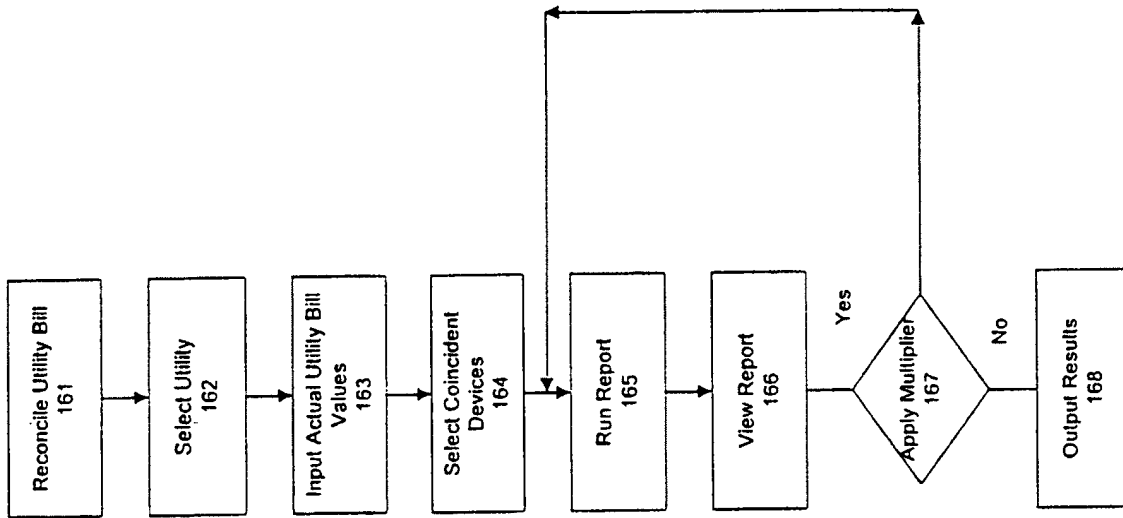 Reconcile Utility Bill
161
Select Utility
162
Input Actual Utility Bill
Values
163
Select Coincident
Devices
164
Run Report
165
View Report
166
Yes
Apply Multiplier
167
No
Output Results
168